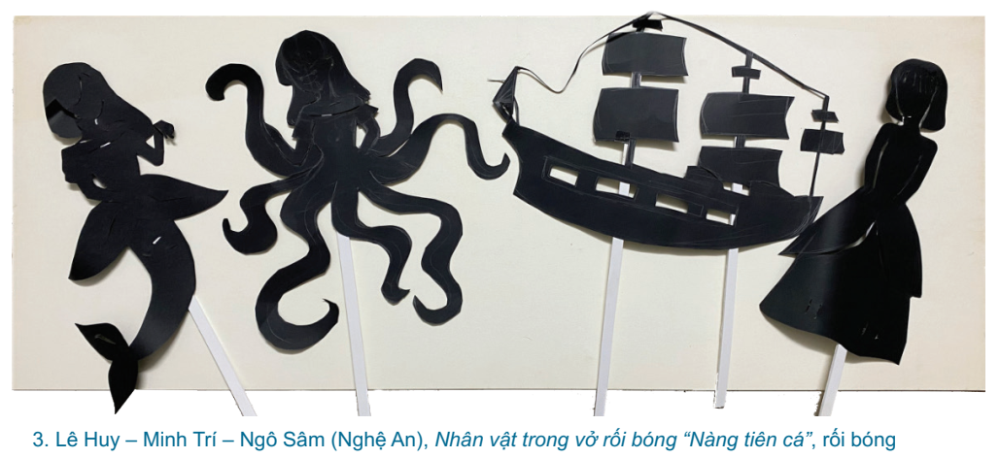 3. Lê Huy – Minh Trí – Ngô Sâm (Nghệ An), Nhân vật trong vở rối bóng “Nàng tiên cá”, rối bóng